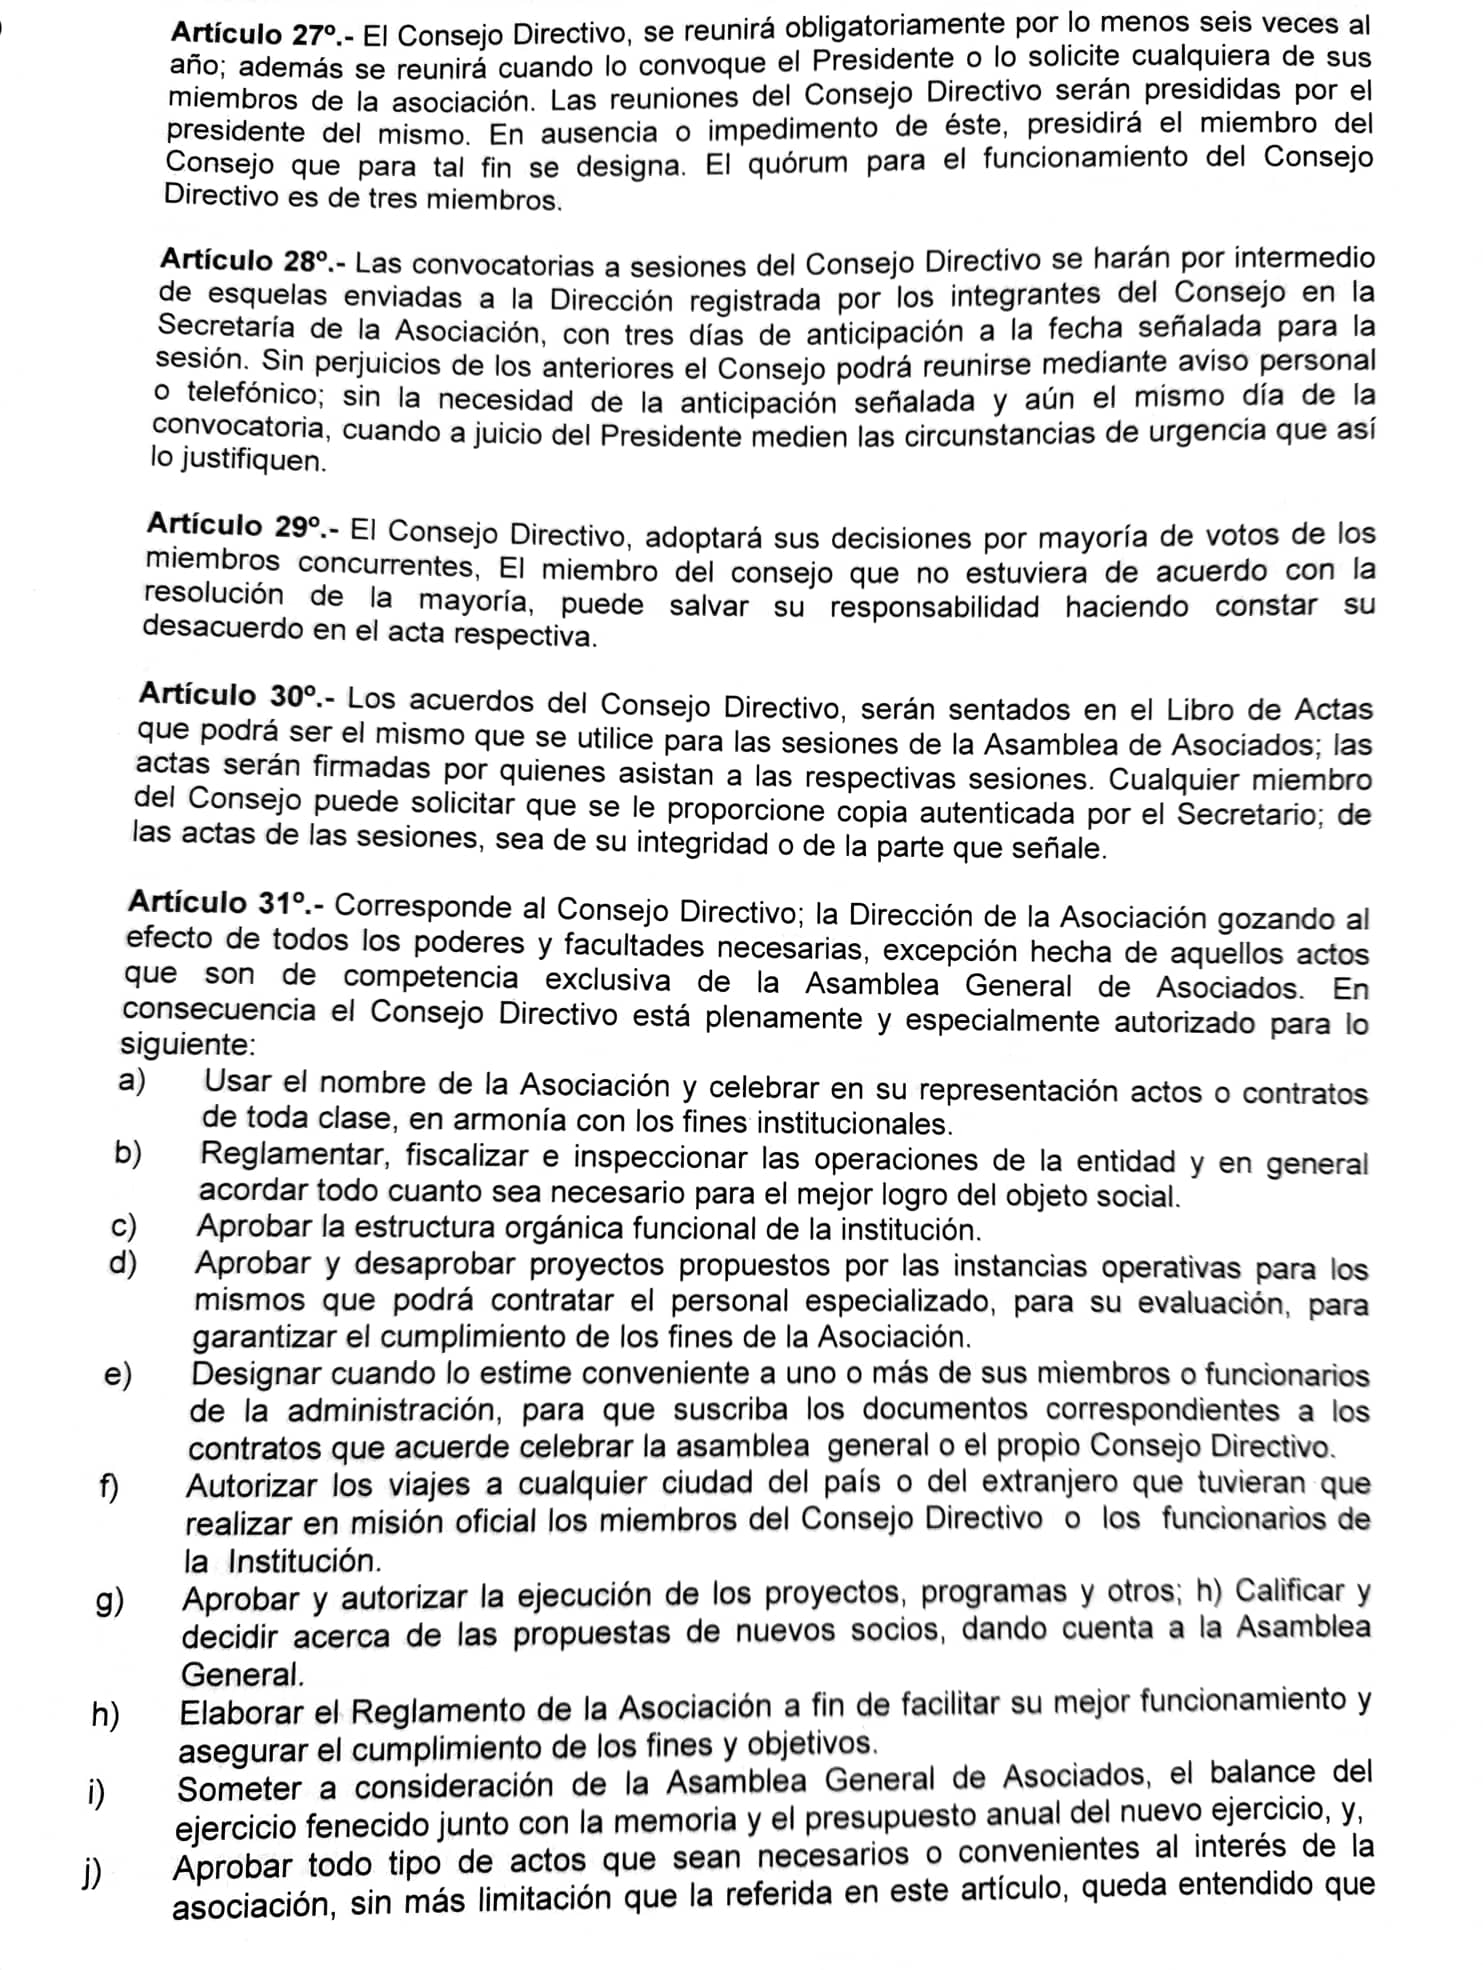 Artículo 27º.- El Consejo Directivo, se reunirá obligatoriamente por lo menos seis veces al
año; además se reunirá cuando lo convoque el Presidente o lo solicite cualquiera de sus
miembros de la asociación. Las reuniones del Consejo Directivo serán presididas por el
presidente del mismo. En ausencia o impedimento de éste, presidirá el miembro del
Consejo que para tal fin se designa. El quórum para el funcionamiento del Consejo
Directivo es de tres miembros.
Artículo 28º.- Las convocatorias a sesiones del Consejo Directivo se harán por intermedio
de esquelas enviadas a la Dirección registrada por los integrantes del Consejo en la
Secretaría de la Asociación, con tres días de anticipación a la fecha señalada para la
sesión. Sin perjuicios de los anteriores el Consejo podrá reunirse mediante aviso personal
o telefónico; sin la necesidad de la anticipación señalada y aún el mismo día de la
convocatoria, cuando a juicio del Presidente medien las circunstancias de urgencia que así
lo justifiquen.
Artículo 29º.- El Consejo Directivo, adoptará sus decisiones por mayoría de votos de los
miembros concurrentes, El miembro del consejo que no estuviera de acuerdo con la
resolución de la mayoría, puede salvar su responsabilidad haciendo constar su
desacuerdo en el acta respectiva.
Artículo 30º.- Los acuerdos del Consejo Directivo, serán sentados en el Libro de Actas
que podrá ser el mismo que se utilice para las sesiones de la Asamblea de Asociados; las
actas serán firmadas por quienes asistan a las respectivas sesiones. Cualquier miembro
del Consejo puede solicitar que se le proporcione copia autenticada por el Secretario; de
las actas de las sesiones, sea de su integridad o de la parte que señale.
Artículo 31º.- Corresponde al Consejo Directivo; la Dirección de la Asociación gozando al
efecto de todos los poderes y facultades necesarias, excepción hecha de aquellos actos
que son de competencia exclusiva de la Asamblea General de Asociados. En
consecuencia el Consejo Directivo está plenamente y especialmente autorizado para lo
siguiente:
a) Usar el nombre de la Asociación y celebrar en su representación actos o contratos
de toda clase, en armonía con los fines institucionales.
b) Reglamentar, fiscalizar e inspeccionar las operaciones de la entidad y en general
acordar todo cuanto sea necesario para el mejor logro del objeto social.
c) Aprobar la estructura orgánica funcional de la institución.
d) Aprobar y desaprobar proyectos propuestos por las instancias operativas para los
mismos que podrá contratar el personal especializado, para su evaluación, para
garantizar el cumplimiento de los fines de la Asociación.
e) Designar cuando lo estime conveniente a uno o más de sus miembros o funcionarios
de la administración, para que suscriba los documentos correspondientes a los
contratos que acuerde celebrar la asamblea general o el propio Consejo Directivo.
f) Autorizar los viajes a cualquier ciudad del país o del extranjero que tuvieran que
realizar en misión oficial los miembros del Consejo Directivo o los funcionarios de
la Institución.
g) Aprobar y autorizar la ejecución de los proyectos, programas y otros; h) Calificar y
decidir acerca de las propuestas de nuevos socios, dando cuenta a la Asamblea
General.
h) Elaborar el Reglamento de la Asociación a fin de facilitar su mejor funcionamiento y
asegurar el cumplimiento de los fines y objetivos.
i) Someter a consideración de la Asamblea General de Asociados, el balance del
ejercicio fenecido junto con la memoria y el presupuesto anual del nuevo ejercicio, y,
j) Aprobar todo tipo de actos que sean necesarios o convenientes al interés de la
asociación, sin más limitación que la referida en este artículo, queda entendido que